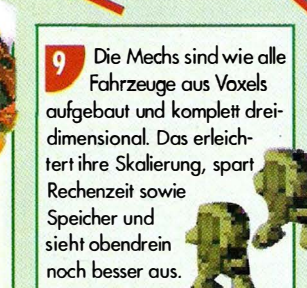 9 Die Mechs sind wie alle
Fahrzeuge aus Voxels
aufgebaut und komplett drei-
dimensional. Das erleich-
tert ihre Skalierung, spart
Rechenzeit sowie
Speicher und
sieht obendrein
noch besser aus.